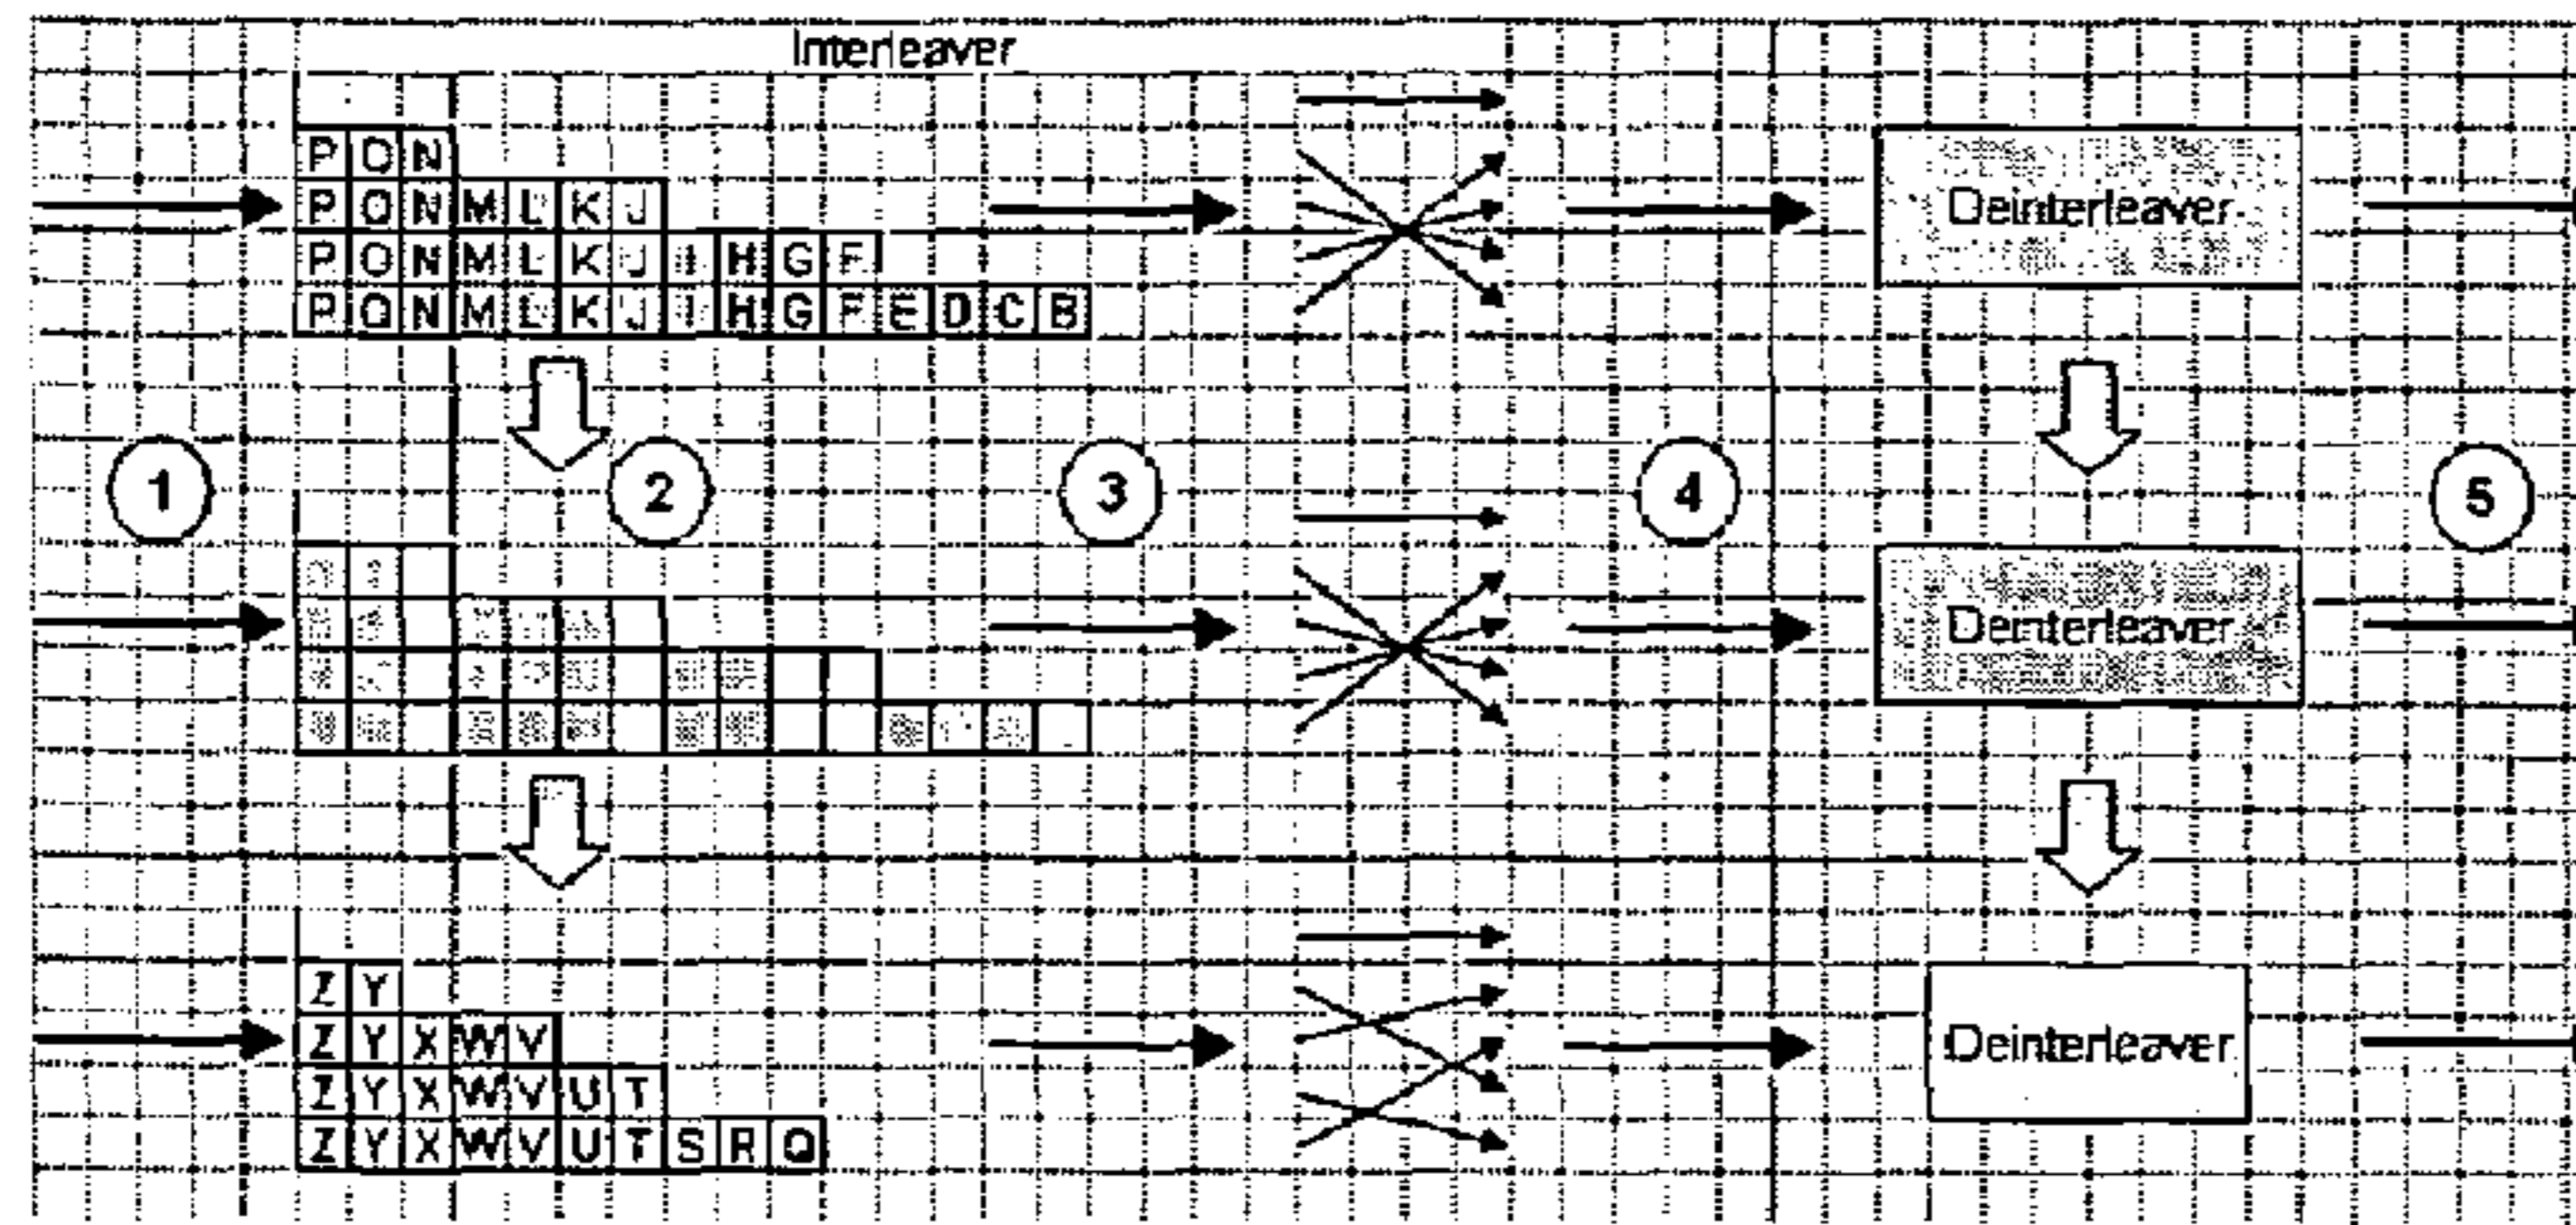 Interleaver
P O N
P O N M L K J
P O N M L K J I H G F
P O N M L K J I H G F E D C B
Deinterleaver
1
2
3
4
5
Deinterleaver
Z Y
Z Y X W V
Z Y X W V U T
Z Y X W V U T S R Q
Deinterleaver